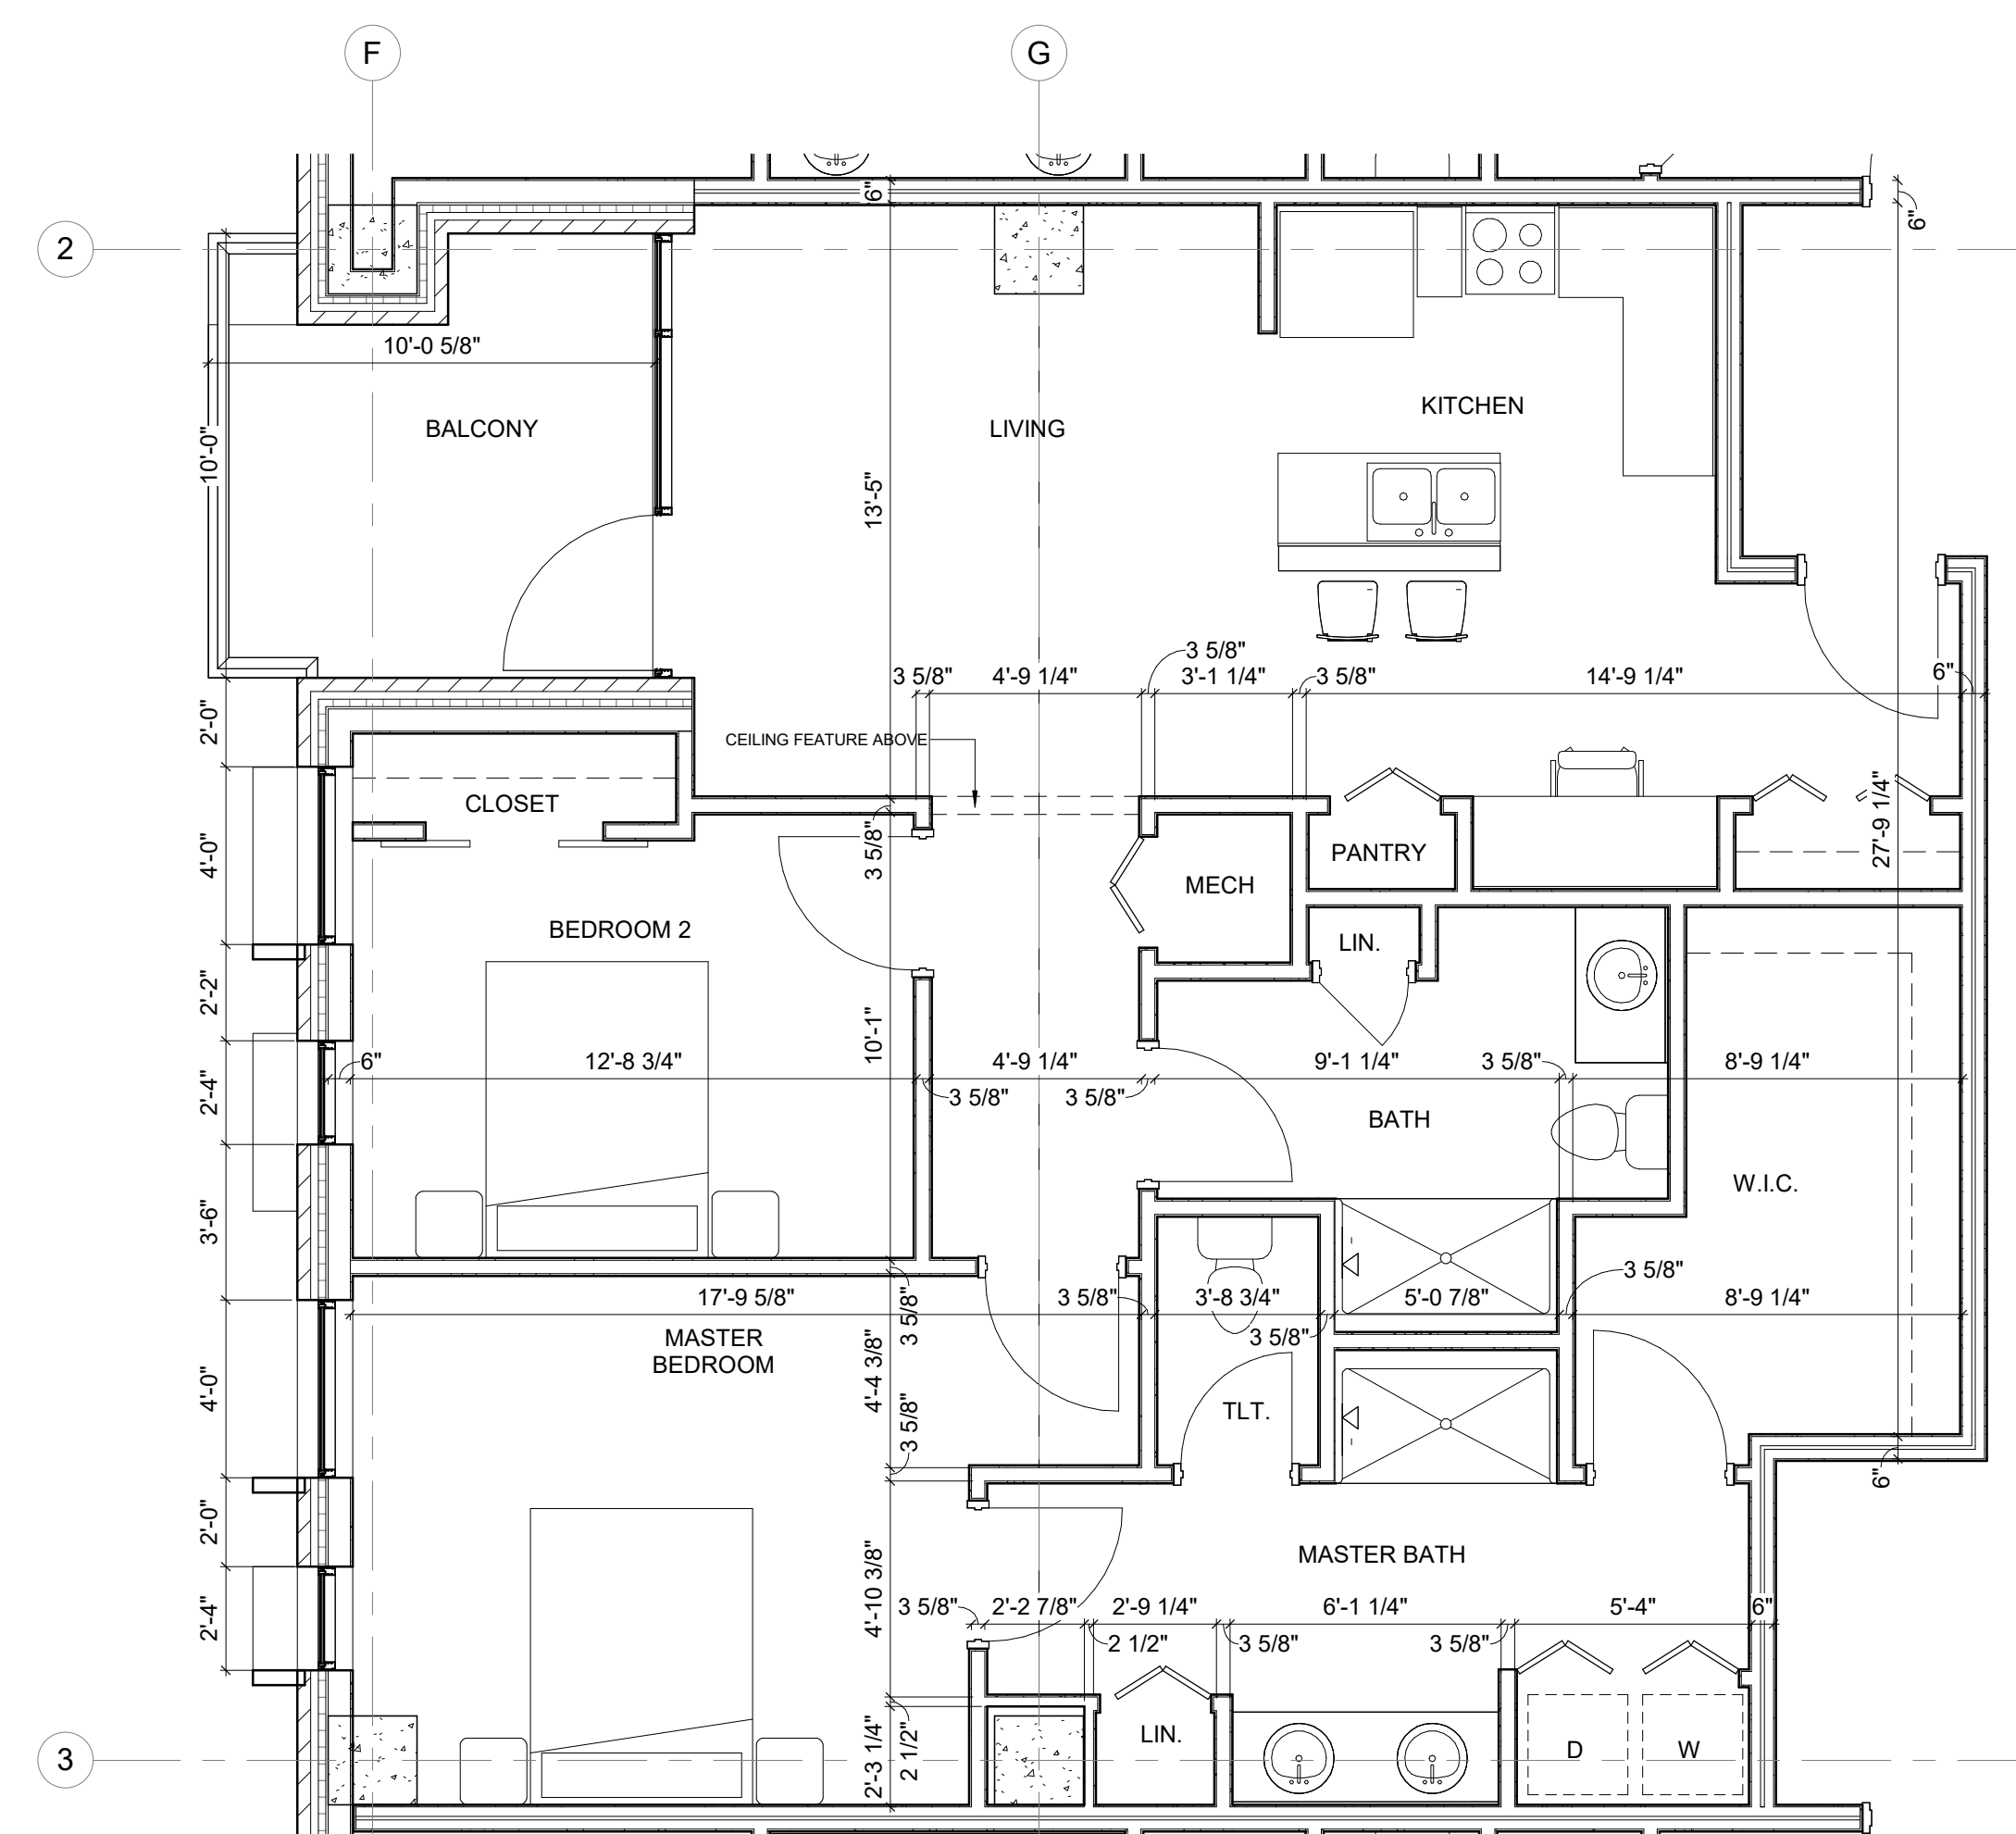 F
G
6"
2
6"
10'-0 5/8"
KITCHEN
BALCONY
LIVING
10'-0"
13'-5"
3 5/8"
3 5/8"
4'-9 1/4"
3'-1 1/4"
3 5/8"
14'-9 1/4"
6"
2'-0"
CEILING FEATURE ABOVE
CLOSET
27'-9 1/4"
4'-0"
3 5/8"
PANTRY
MECH
BEDROOM 2
LIN.
2'-2"
10'-1"
6"
12'-8 3/4"
4'-9 1/4"
9'-1 1/4"
3 5/8"
8'-9 1/4"
2'-4"
3 5/8"
3 5/8"
BATH
W.I.C.
3'-6"
3 5/8"
17'-9 5/8"
3 5/8"
3 5/8"
3'-8 3/4"
5'-0 7/8"
8'-9 1/4"
3 5/8"
MASTER
BEDROOM
4'-4 3/8"
4'-0"
TLT.
3 5/8"
6"
2'-0"
MASTER BATH
4'-10 3/8"
2'-4"
3 5/8"
2'-2 7/8"
2'-9 1/4"
6'-1 1/4"
5'-4"
6"
2 1/2"
3 5/8"
3 5/8"
LIN.
2'-3 1/4"
2 1/2"
D
W
3